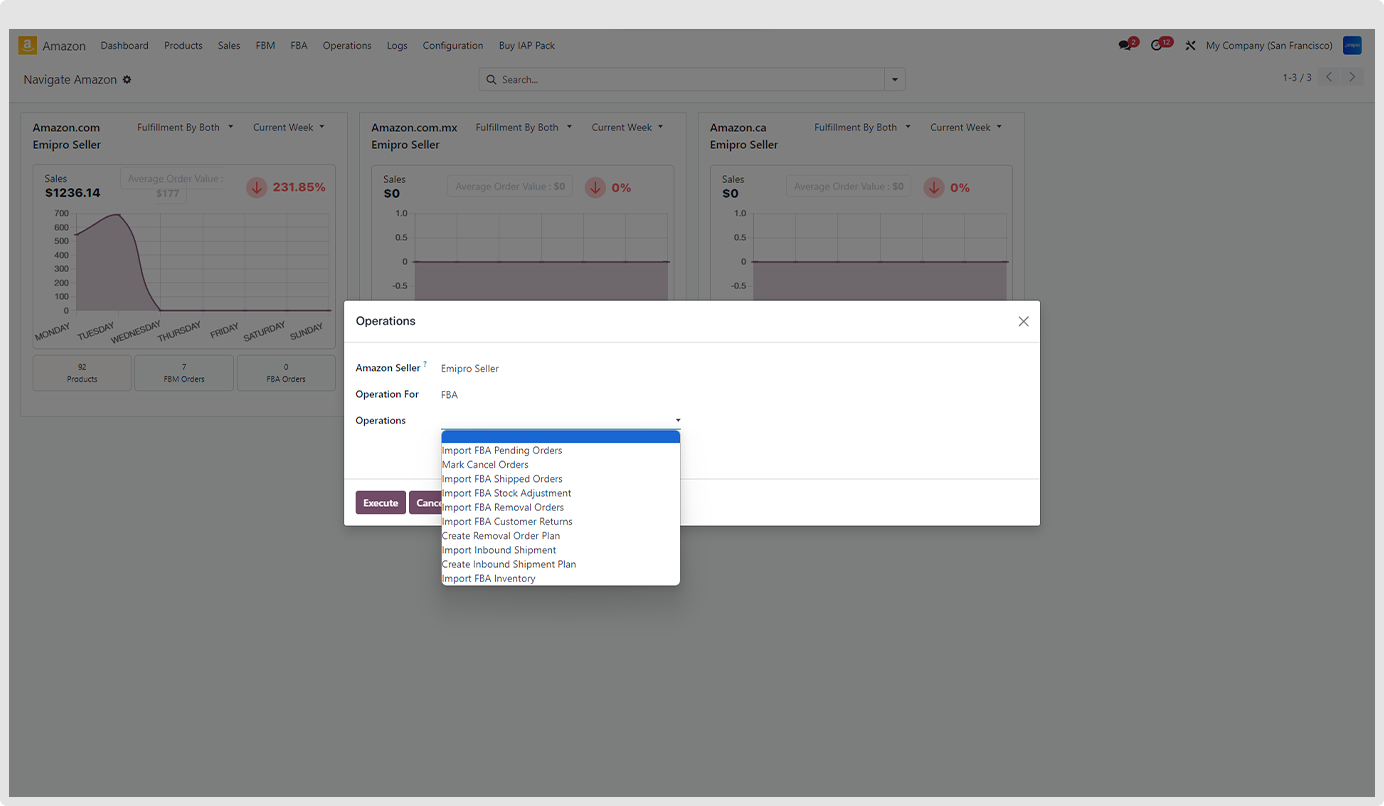 a Amazon Dashboard Products Sales FBM FBA Operations Logs Configuration Buy IAP Pack 2 12 My Company (San Francisco)
Navigate Amazon Search... 1-3 / 3
Amazon.com Fulfillment By Both Current Week
Emipro Seller
Sales
$1236.14
Average Order Value :
$177
231.85%
700
600
500
400
300
200
100
0
MONDAY TUESDAY WEDNESDAY THURSDAY FRIDAY SATURDAY SUNDAY
92
Products
7
FBM Orders
0
FBA Orders
Amazon.com.mx Fulfillment By Both Current Week
Emipro Seller
Sales
$0
Average Order Value : $0
0%
1.0
0.5
0
-0.5
Amazon.ca Fulfillment By Both Current Week
Emipro Seller
Sales
$0
Average Order Value : $0
0%
1.0
0.5
0
-0.5
Operations
Amazon Seller ? Emipro Seller
Operation For FBA
Operations
Import FBA Pending Orders
Mark Cancel Orders
Import FBA Shipped Orders
Import FBA Stock Adjustment
Import FBA Removal Orders
Import FBA Customer Returns
Create Removal Order Plan
Import Inbound Shipment
Create Inbound Shipment Plan
Import FBA Inventory
Execute Canc